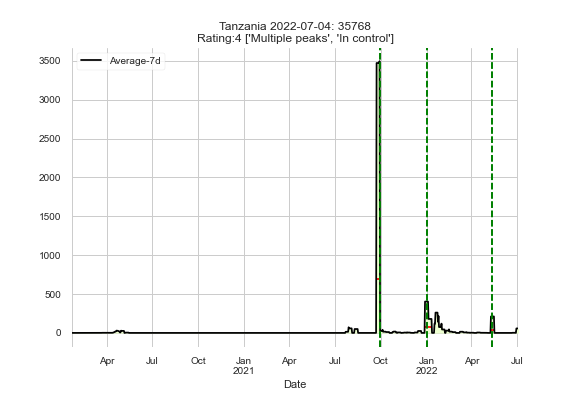 Tanzania 2022-07-04: 35768
Rating:4 ['Multiple peaks', 'In control']
Average-7d
3500
3000
2500
2000
1500
1000
500
0
Apr Jul Oct Jan Apr Jul Oct Jan Apr Jul
2021 2022
Date